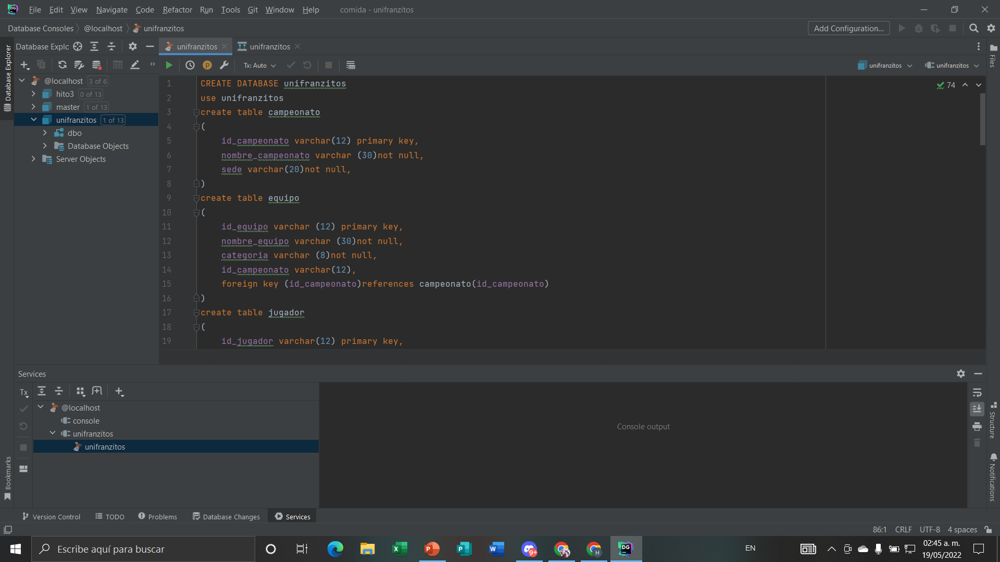 File Edit View Navigate Code Refactor Run Tools Git Window Help comida - unifranzitos
Database Consoles @localhost unifranzitos Add Configuration...
Database Explc unifranzitos unifranzitos
Tx: Auto unifranzitos unifranzitos
Database Explorer
Files
@localhost 3 of 6
hito3 0 of 13
master 1 of 13
unifranzitos 1 of 13
dbo
Database Objects
Server Objects
74
1 CREATE DATABASE unifranzitos
2 use unifranzitos
3 create table campeonato
4 (
5 id_campeonato varchar(12) primary key,
6 nombre_campeonato varchar (30)not null,
7 sede varchar(20)not null,
8 )
9 create table equipo
10 (
11 id_equipo varchar (12) primary key,
12 nombre_equipo varchar (30)not null,
13 categoria varchar (8)not null,
14 id_campeonato varchar(12),
15 foreign key (id_campeonato)references campeonato(id_campeonato)
16 )
17 create table jugador
18 (
19 id_jugador varchar(12) primary key,
Services
Tx
@localhost
console
unifranzitos
unifranzitos
Console output
Structure
Notifications
Bookmarks
Version Control TODO Problems Database Changes Services
86:1 CRLF UTF-8 4 spaces
Escribe aquí para buscar
EN
02:45 a. m.
19/05/2022